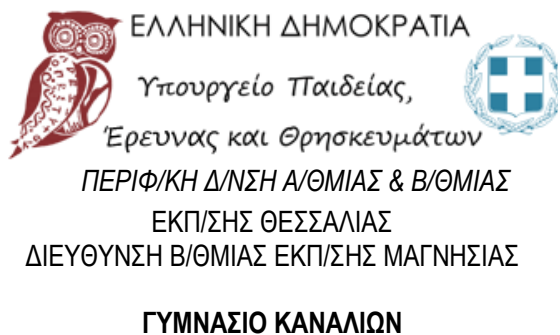 ΕΛΛΗΝΙΚΗ ΔΗΜΟΚΡΑΤΙΑ
Υπουργείο Παιδείας,
Έρευνας και Θρησκευμάτων
ΠΕΡΙΦ/ΚΗ Δ/ΝΣΗ Α/ΘΜΙΑΣ & Β/ΘΜΙΑΣ
ΕΚΠ/ΣΗΣ ΘΕΣΣΑΛΙΑΣ
ΔΙΕΥΘΥΝΣΗ Β/ΘΜΙΑΣ ΕΚΠ/ΣΗΣ ΜΑΓΝΗΣΙΑΣ
ΓΥΜΝΑΣΙΟ ΚΑΝΑΛΙΩΝ